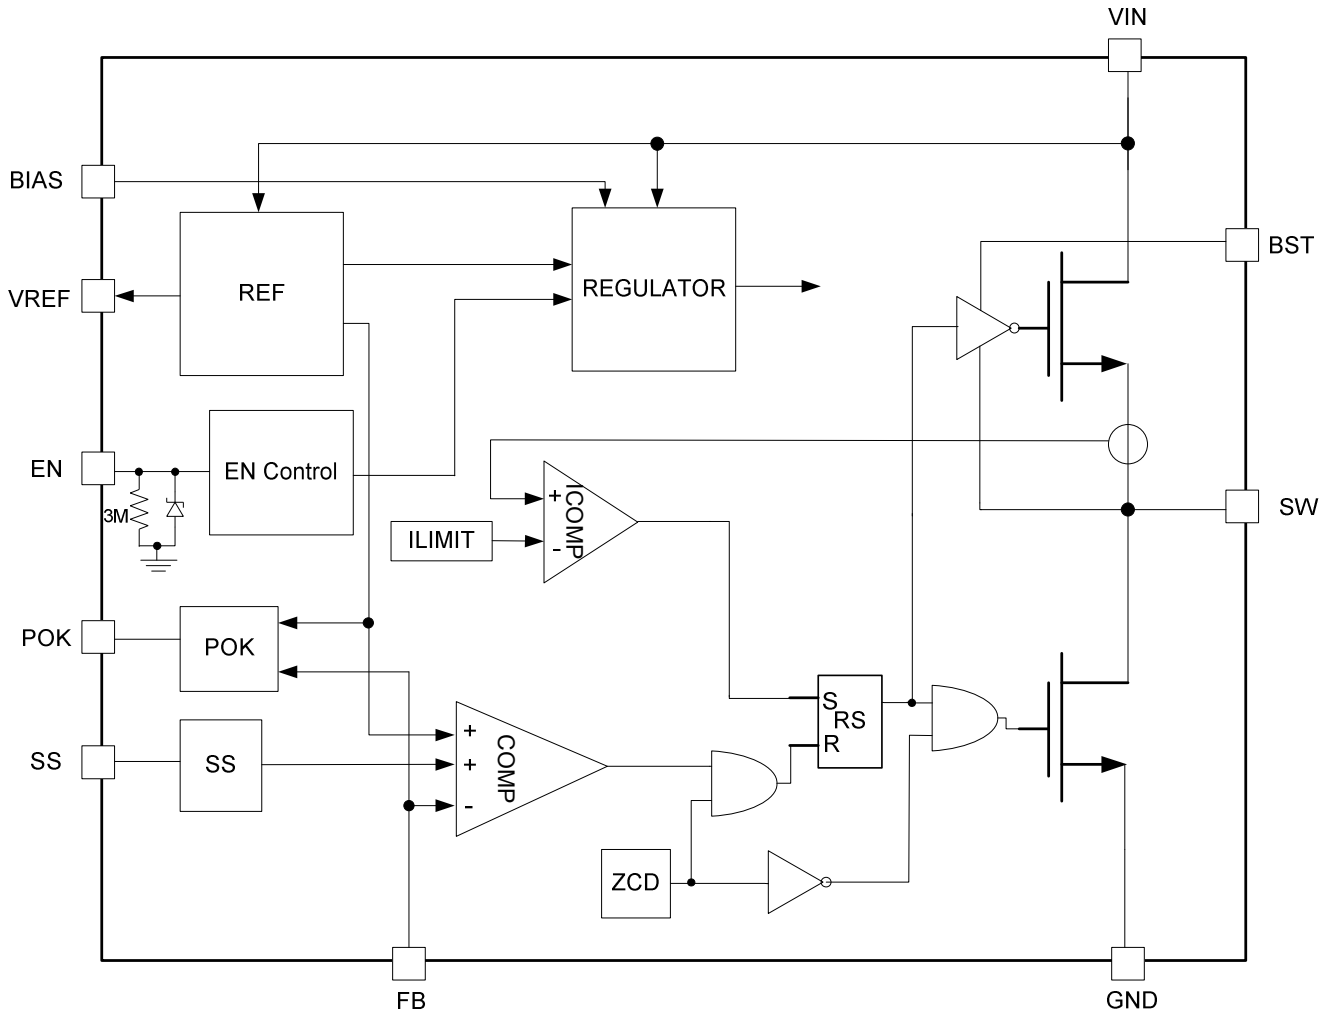 VIN
BIAS
BST
VREF
REF
REGULATOR
EN
EN Control
3M
+
ICOMP
-
ILIMIT
SW
POK
POK
S
RS
R
SS
SS
+
+
-
COMP
ZCD
FB
GND